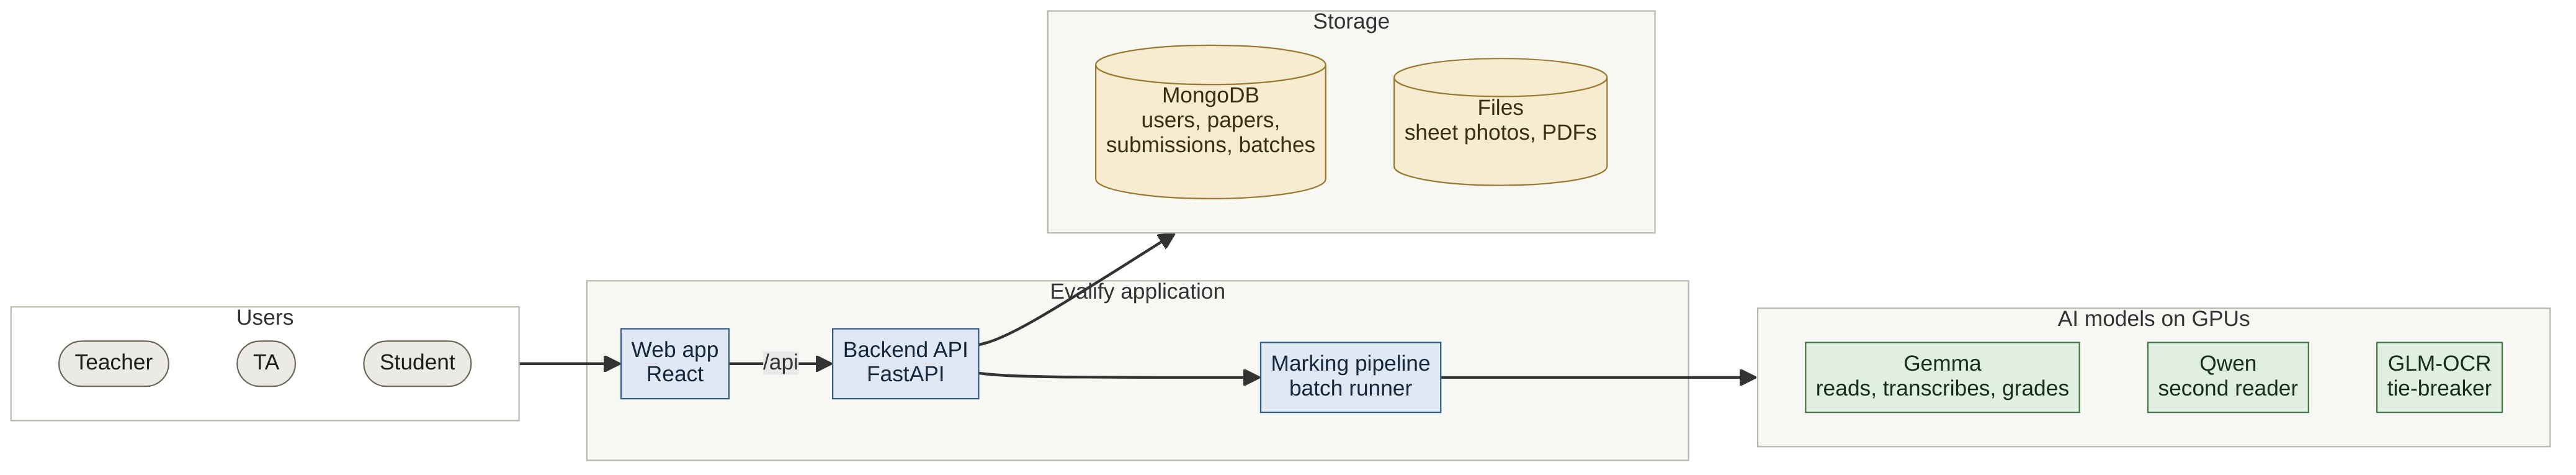 Storage
MongoDB
users, papers,
submissions, batches
Files
sheet photos, PDFs
Users
Teacher
TA
Student
Evalify application
Web app
React
/api
Backend API
FastAPI
Marking pipeline
batch runner
AI models on GPUs
Gemma
reads, transcribes, grades
Qwen
second reader
GLM-OCR
tie-breaker